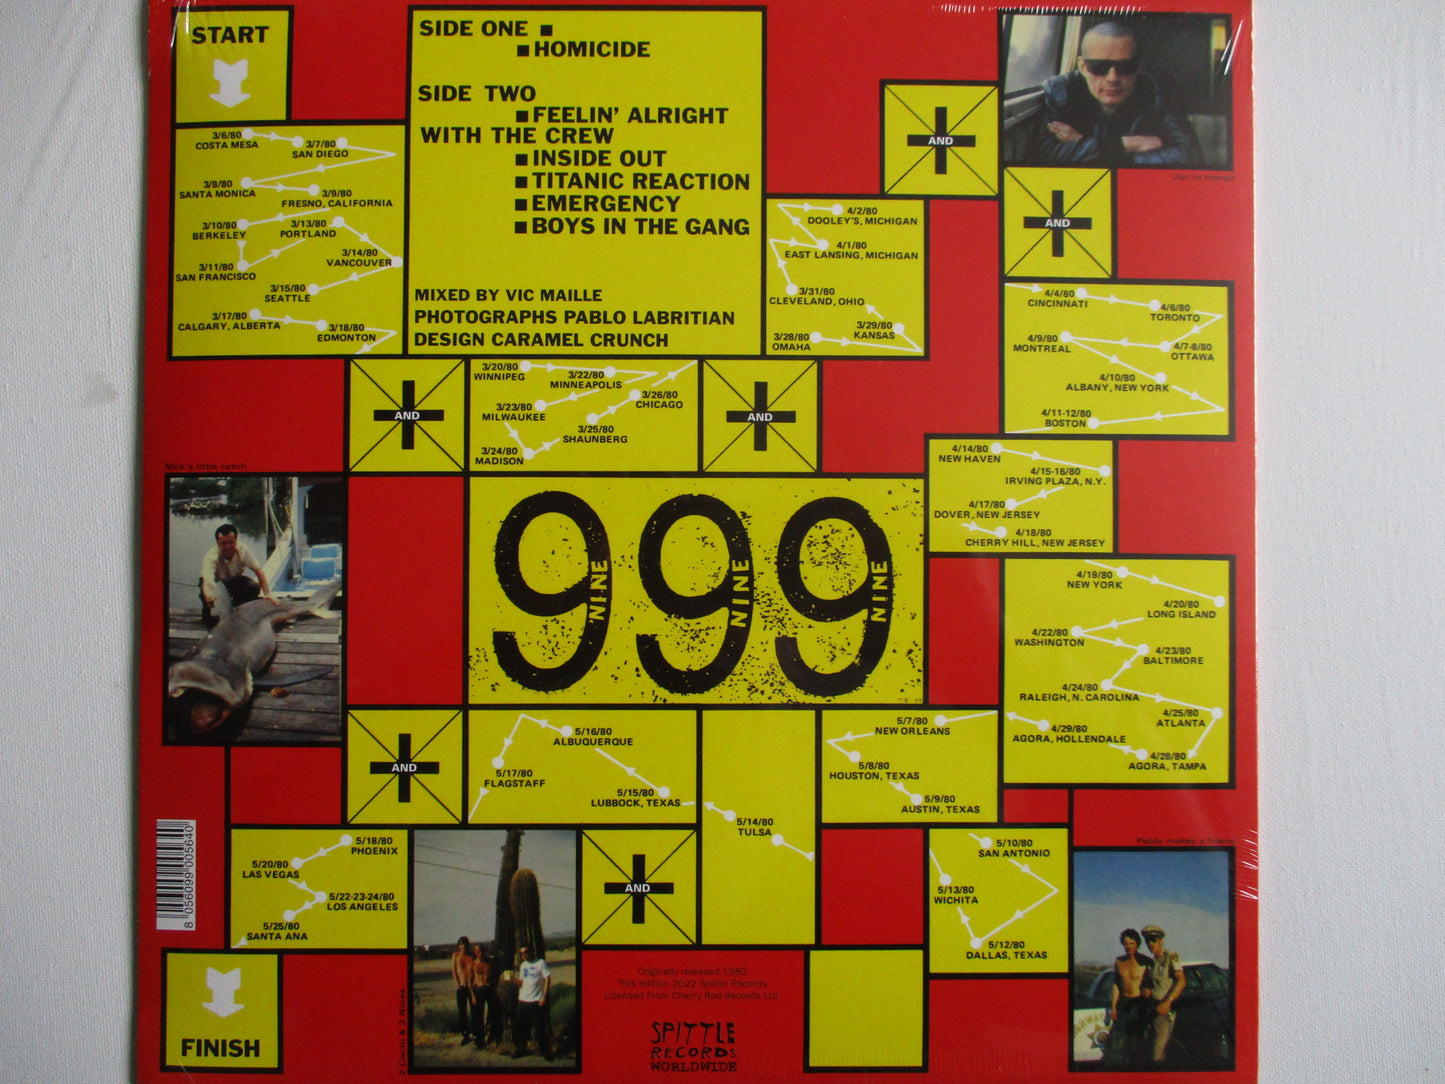 START
SIDE ONE ■
■ HOMICIDE
SIDE TWO
■ FEELIN' ALRIGHT
WITH THE CREW
■ INSIDE OUT
■ TITANIC REACTION
■ EMERGENCY
■ BOYS IN THE GANG
MIXED BY VIC MAILLE
PHOTOGRAPHS PABLO LABRITIAN
DESIGN CARAMEL CRUNCH
3/6/80
COSTA MESA
3/7/80
SAN DIEGO
3/8/80
SANTA MONICA
3/9/80
FRESNO, CALIFORNIA
3/10/80
BERKELEY
3/13/80
PORTLAND
3/11/80
SAN FRANCISCO
3/14/80
VANCOUVER
3/15/80
SEATTLE
3/17/80
CALGARY, ALBERTA
3/18/80
EDMONTON
AND
3/20/80
WINNIPEG
3/22/80
MINNEAPOLIS
3/23/80
MILWAUKEE
3/26/80
CHICAGO
3/25/80
SHAUNBERG
3/24/80
MADISON
AND
4/2/80
DOOLEY'S, MICHIGAN
4/1/80
EAST LANSING, MICHIGAN
3/31/80
CLEVELAND, OHIO
3/29/80
KANSAS
3/28/80
OMAHA
AND
AND
Jon in transit
4/4/80
CINCINNATI
4/6/80
TORONTO
4/9/80
MONTREAL
4/7-8/80
OTTAWA
4/10/80
ALBANY, NEW YORK
4/11-12/80
BOSTON
4/14/80
NEW HAVEN
4/15-16/80
IRVING PLAZA, N.Y.
4/17/80
DOVER, NEW JERSEY
4/18/80
CHERRY HILL, NEW JERSEY
4/19/80
NEW YORK
4/20/80
LONG ISLAND
4/22/80
WASHINGTON
4/23/80
BALTIMORE
4/24/80
RALEIGH, N. CAROLINA
4/25/80
ATLANTA
4/29/80
AGORA, HOLLENDALE
4/28/80
AGORA, TAMPA
Nick's little catch
999
NINE
NINE
NINE
AND
5/16/80
ALBUQUERQUE
5/17/80
FLAGSTAFF
5/15/80
LUBBOCK, TEXAS
5/14/80
TULSA
5/7/80
NEW ORLEANS
5/8/80
HOUSTON, TEXAS
5/9/80
AUSTIN, TEXAS
5/10/80
SAN ANTONIO
5/13/80
WICHITA
5/12/80
DALLAS, TEXAS
5/18/80
PHOENIX
5/20/80
LAS VEGAS
5/22-23-24/80
LOS ANGELES
5/25/80
SANTA ANA
AND
8 056099 005640
FINISH
2 Cacti & 3 Nines
Originally released 1980
This edition 2022 Spittle Records
Licensed From Cherry Red Records Ltd.
SPITTLE
RECORDS
WORLDWIDE
Pablo makes a friend
HIGHWAY